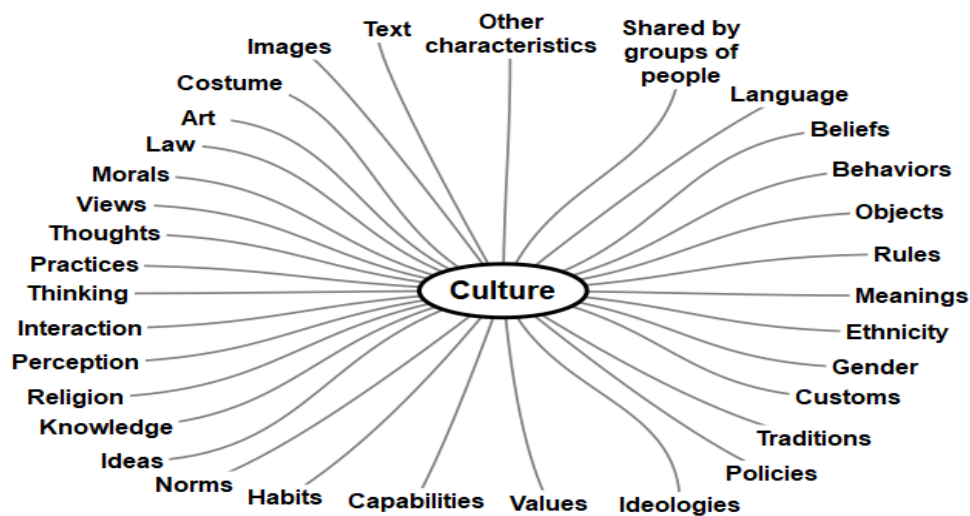 Text
Other
characteristics
Shared by
groups of
people
Images
Costume
Art
Law
Morals
Views
Thoughts
Practices
Thinking
Interaction
Perception
Religion
Knowledge
Ideas
Norms
Habits
Capabilities
Values
Ideologies
Policies
Traditions
Customs
Gender
Ethnicity
Meanings
Rules
Objects
Behaviors
Beliefs
Language
Culture